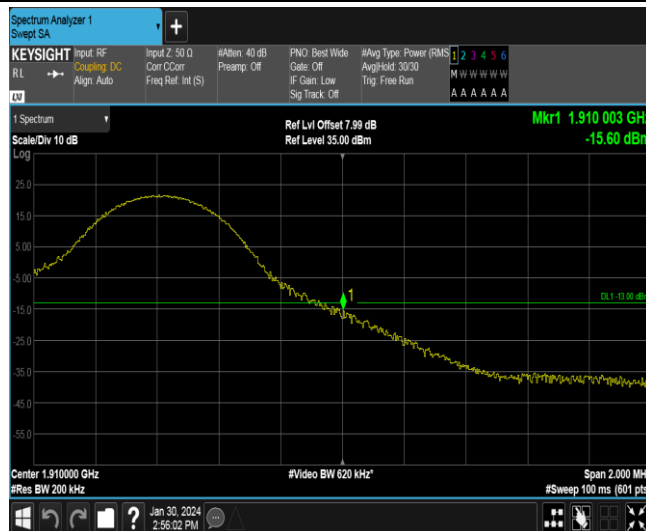 Spectrum Analyzer 1
Swept SA
+
KEYSIGHT
RL
LXI
Input: RF
Coupling: DC
Align: Auto
Input Z: 50 Ω
Corr CCorr
Freq Ref: Int (S)
#Atten: 40 dB
Preamp: Off
PNO: Best Wide
Gate: Off
IF Gain: Low
Sig Track: Off
#Avg Type: Power (RMS
Avg|Hold: 30/30
Trig: Free Run
1 2 3 4 5 6
M W W W W W
A A A A A A
1 Spectrum
Scale/Div 10 dB
Ref Lvl Offset 7.99 dB
Ref Level 35.00 dBm
Mkr1 1.910 003 GHz
-15.60 dBm
Log
25.0
15.0
5.00
-5.00
-15.0
-25.0
-35.0
-45.0
-55.0
1
DL1 -13.00 dBm
Center 1.910000 GHz
#Res BW 200 kHz
#Video BW 620 kHz*
Span 2.000 MH
#Sweep 100 ms (601 pts
?
Jan 30, 2024
2:56:02 PM